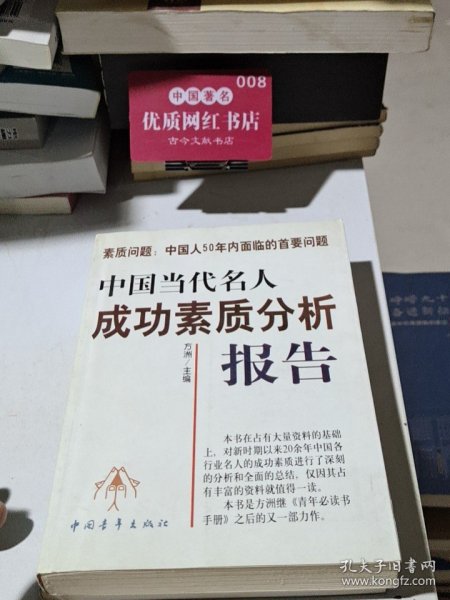 008
中国著名
优质网红书店
古今文献书店
素质问题：中国人50年内面临的首要问题
中国当代名人
成功素质分析
报告
方洲/主编
本书在占有大量资料的基础
上，对新时期以来20余年中国各
行业名人的成功素质进行了深刻
的分析和全面的总结，仅因其占
有丰富的资料就值得一读。
本书是方洲继《青年必读书
手册》之后的又一部力作。
中国青年出版社
孔夫子旧书网
www.kongfz.com